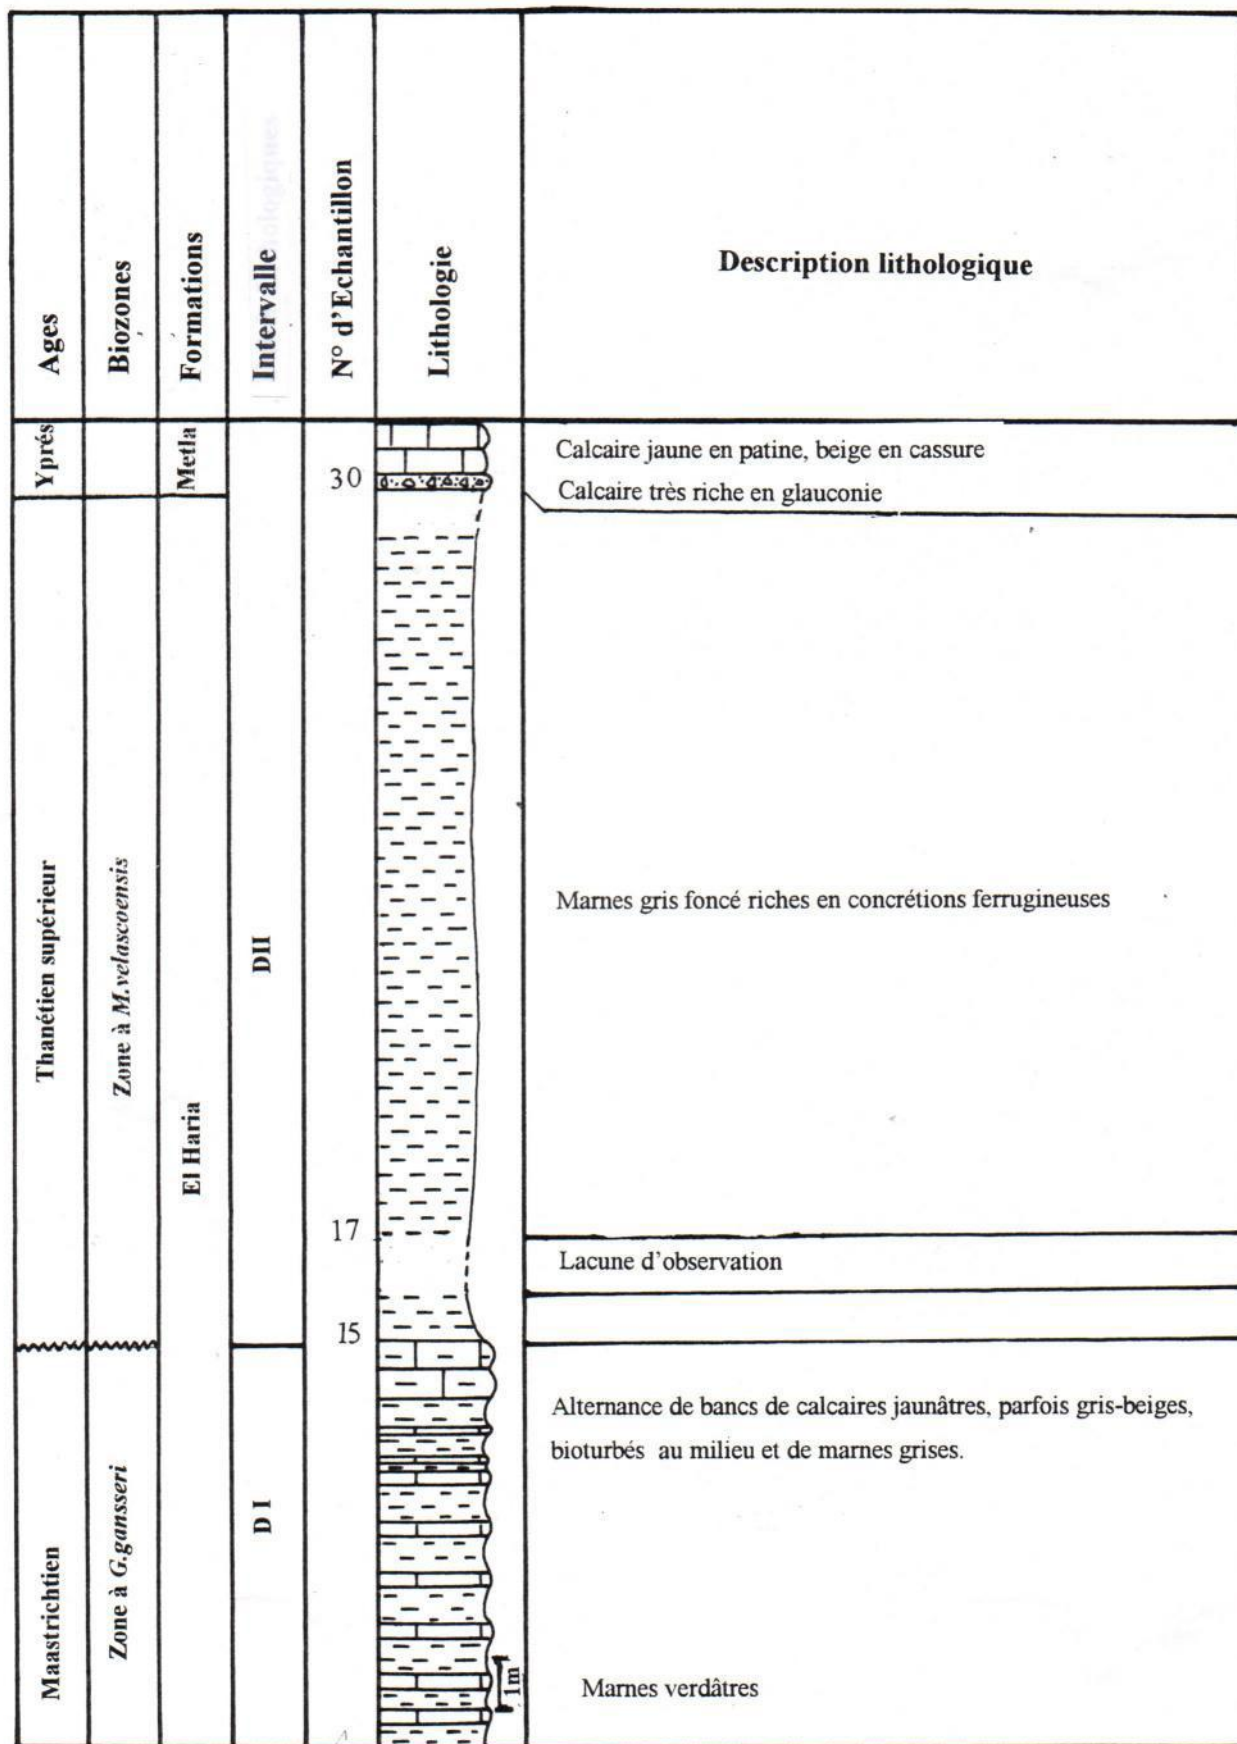 Ages
Biozones
Formations
Intervalle
N° d'Echantillon
Lithologie
Description lithologique
Yprés
Metla
30
Calcaire jaune en patine, beige en cassure
Calcaire très riche en glauconie
Thanétien supérieur
Zone à M.velascoensis
El Haria
DII
Marnes gris foncé riches en concrétions ferrugineuses
17
Lacune d'observation
15
Maastrichtien
Zone à G.gansseri
D I
Alternance de bancs de calcaires jaunâtres, parfois gris-beiges,
bioturbés au milieu et de marnes grises.
1m
Marnes verdâtres